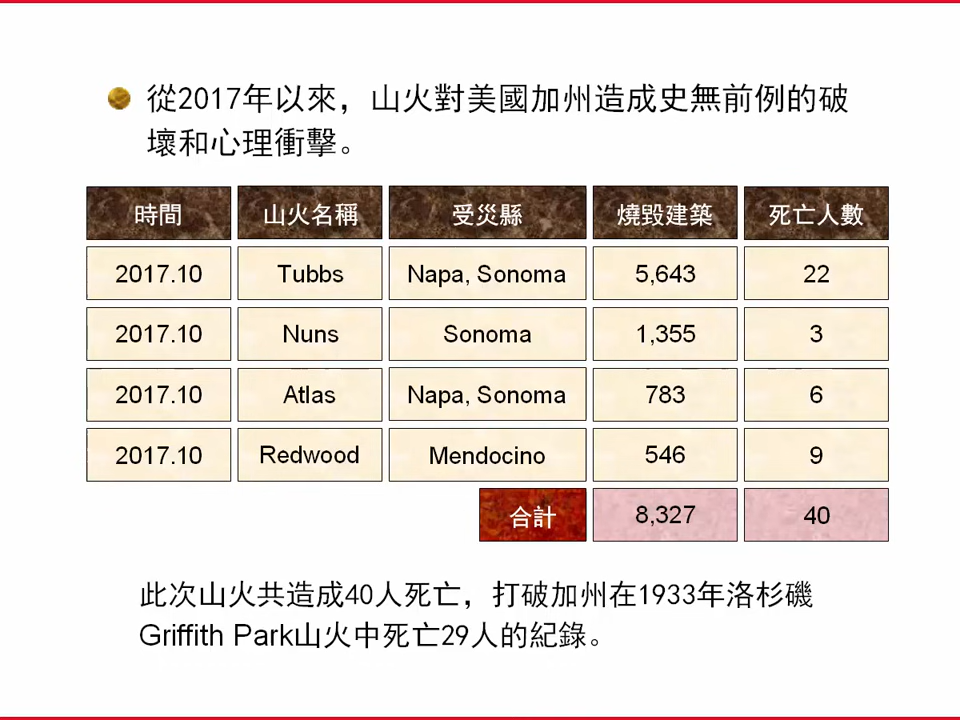 從2017年以來，山火對美國加州造成史無前例的破
壞和心理衝擊。
時間 山火名稱 受災縣 燒毀建築 死亡人數
2017.10 Tubbs Napa, Sonoma 5,643 22
2017.10 Nuns Sonoma 1,355 3
2017.10 Atlas Napa, Sonoma 783 6
2017.10 Redwood Mendocino 546 9
合計 8,327 40
此次山火共造成40人死亡，打破加州在1933年洛杉磯
Griffith Park山火中死亡29人的紀錄。